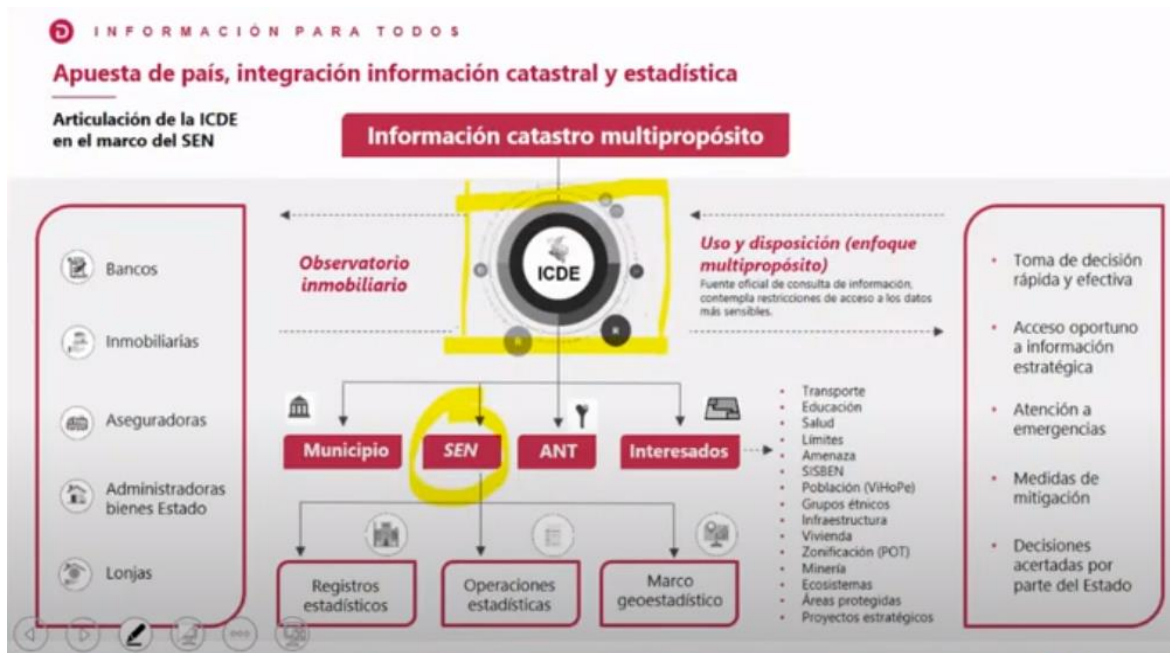 INFORMACIÓN PARA TODOS
Apuesta de país, integración información catastral y estadística
Articulación de la ICDE
en el marco del SEN
Información catastro multipropósito
Bancos
Inmobiliarias
Aseguradoras
Administradoras
bienes Estado
Lonjas
Observatorio
inmobiliario
ICDE
Uso y disposición (enfoque
multipropósito)
Fuente oficial de consulta de información,
contempla restricciones de acceso a los datos
más sensibles.
Municipio
SEN
ANT
Interesados
Registros
estadísticos
Operaciones
estadísticas
Marco
geoestadístico
• Transporte
• Educación
• Salud
• Límites
• Amenaza
• SISBEN
• Población (ViHoPe)
• Grupos étnicos
• Infraestructura
• Vivienda
• Zonificación (POT)
• Minería
• Ecosistemas
• Áreas protegidas
• Proyectos estratégicos
• Toma de decisión
rápida y efectiva
• Acceso oportuno
a información
estratégica
• Atención a
emergencias
• Medidas de
mitigación
• Decisiones
acertadas por
parte del Estado